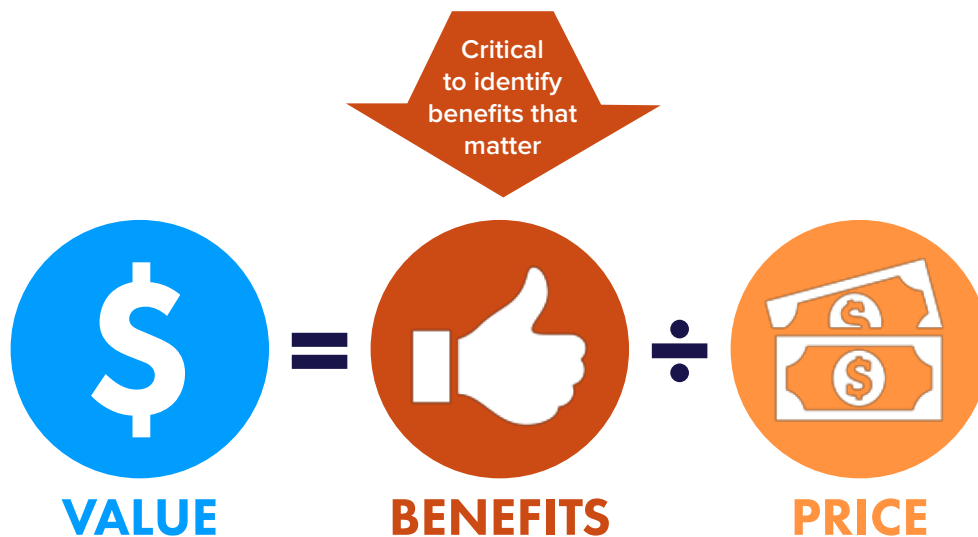 Critical
to identify
benefits that
matter
$
=
÷
$
$
VALUE
BENEFITS
PRICE